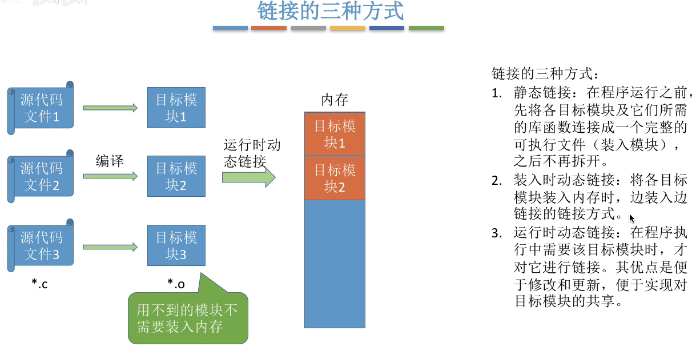 链接的三种方式
源代码
文件1
目标模
块1
源代码
文件2
编译
目标模
块2
源代码
文件3
目标模
块3
*.c
*.o
用不到的模块不
需要装入内存
运行时动
态链接
内存
目标模
块1
目标模
块2
链接的三种方式：
1. 静态链接：在程序运行之前，
先将各目标模块及它们所需
的库函数连接成一个完整的
可执行文件（装入模块），
之后不再拆开。
2. 装入时动态链接：将各目标
模块装入内存时，边装入边
链接的链接方式。
3. 运行时动态链接：在程序执
行中需要该目标模块时，才
对它进行链接。其优点是便
于修改和更新，便于实现对
目标模块的共享。